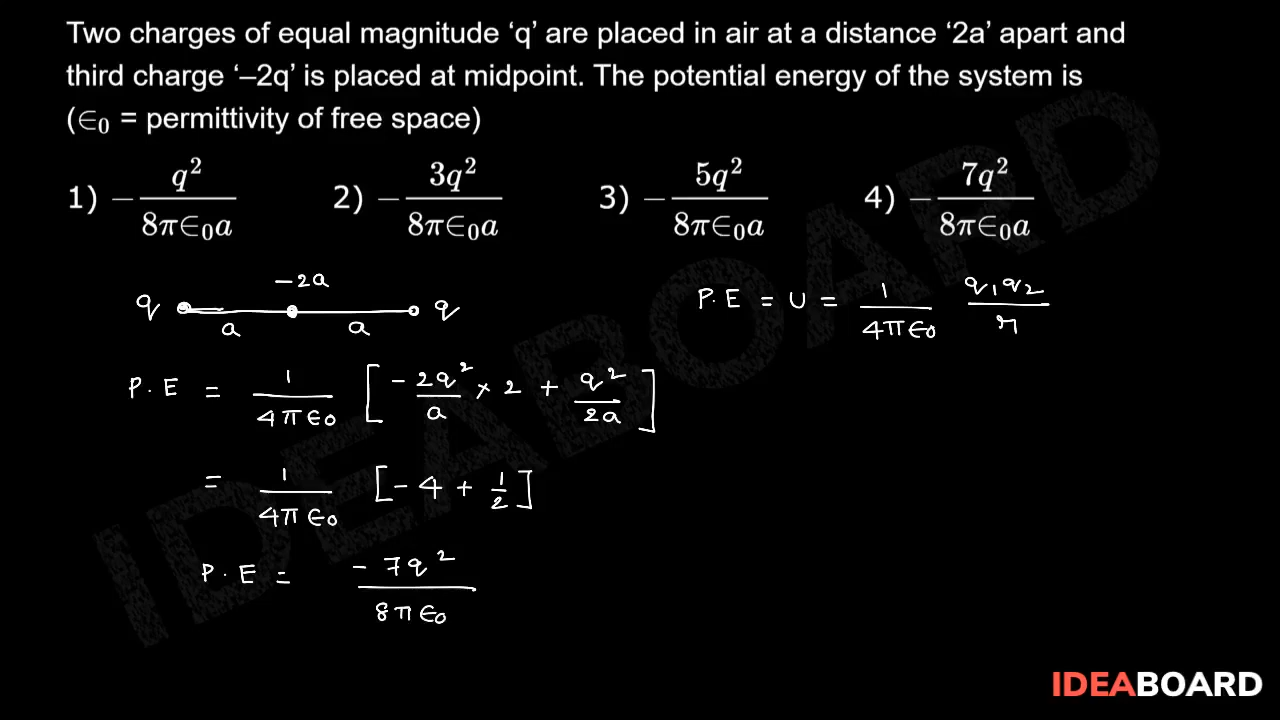 Two charges of equal magnitude ‘q’ are placed in air at a distance ‘2a’ apart and
third charge ‘–2q’ is placed at midpoint. The potential energy of the system is
(∈₀ = permittivity of free space)
1) −q²/8π∈₀a 2) −3q²/8π∈₀a 3) −5q²/8π∈₀a 4) −7q²/8π∈₀a
−2a
q q
a a
P.E = U = 1/4π∈₀ q₁q₂/r
P.E = 1/4π∈₀ [−2q²/a × 2 + q²/2a]
= 1/4π∈₀ [−4 + 1/2]
P.E = −7q²/8π∈₀
IDEABOARD
IDEABOARD